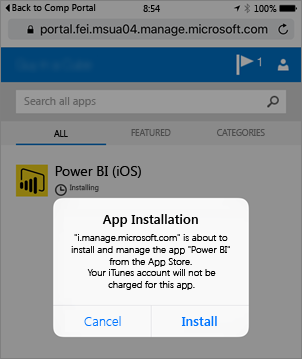 Back to Comp Portal 8:54 100%
portal.fei.msua04.manage.microsoft.com
1
Search all apps
ALL FEATURED CATEGORIES
Power BI (iOS)
Installing
App Installation
"i.manage.microsoft.com" is about to
install and manage the app "Power BI"
from the App Store.
Your iTunes account will not be
charged for this app.
Cancel Install